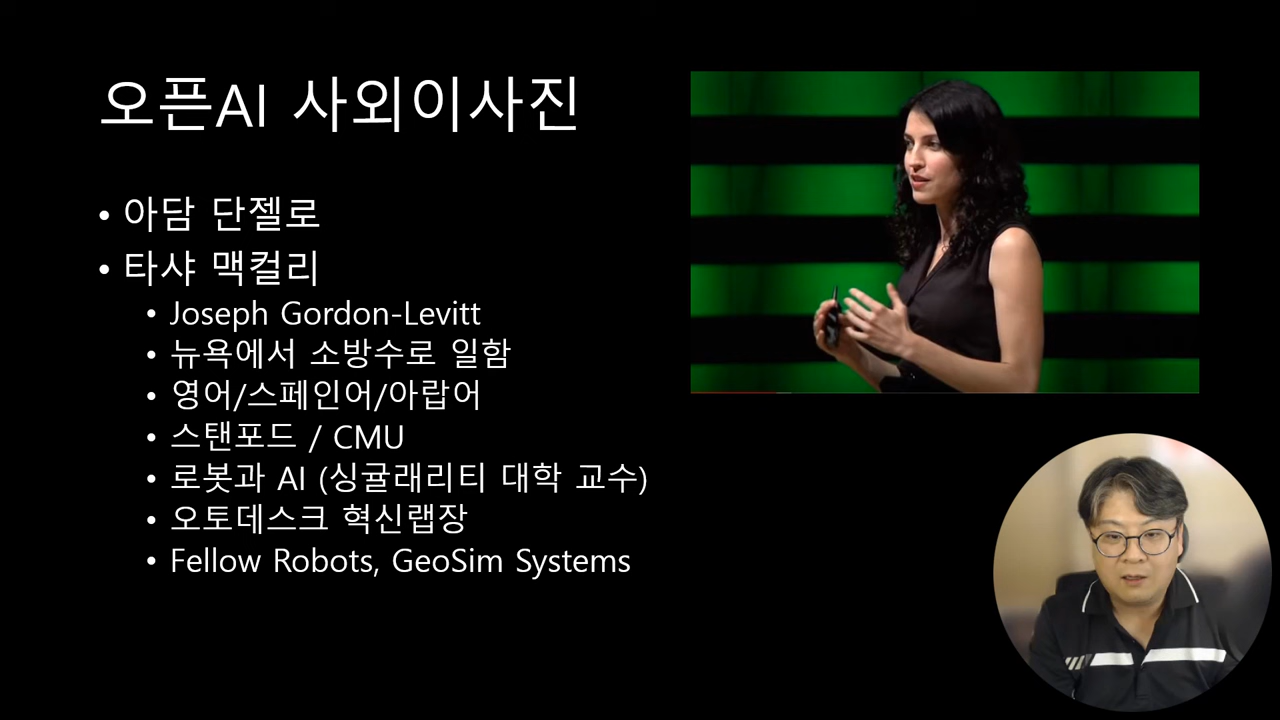 오픈AI 사외이사진
• 아담 단젤로
• 타샤 맥컬리
• Joseph Gordon-Levitt
• 뉴욕에서 소방수로 일함
• 영어/스페인어/아랍어
• 스탠포드 / CMU
• 로봇과 AI (싱귤래리티 대학 교수)
• 오토데스크 혁신랩장
• Fellow Robots, GeoSim Systems